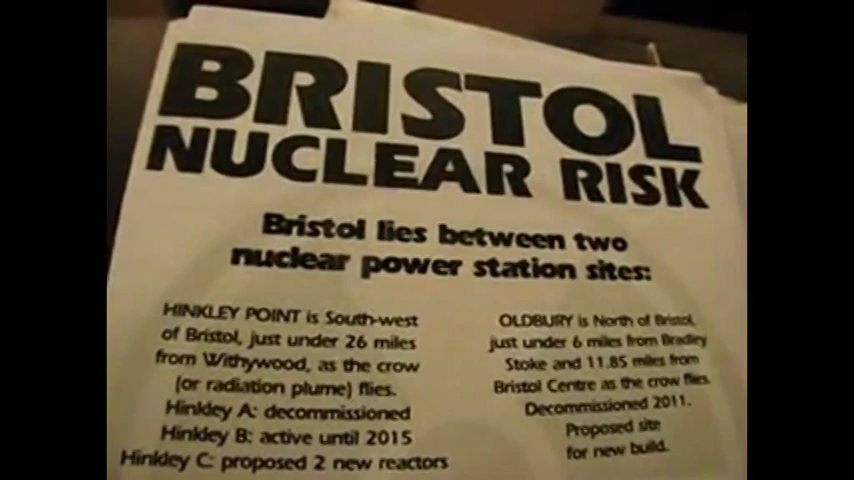 BRISTOL
NUCLEAR RISK
Bristol lies between two
nuclear power station sites:
HINKLEY POINT is South-west
of Bristol, just under 26 miles
from Withywood, as the crow
(or radiation plume) flies.
Hinkley A: decommissioned
Hinkley B: active until 2015
Hinkley C: proposed 2 new reactors
OLDBURY is North of Bristol,
just under 6 miles from Bradley
Stoke and 11.85 miles from
Bristol Centre as the crow flies.
Decommissioned 2011.
Proposed site
for new build.